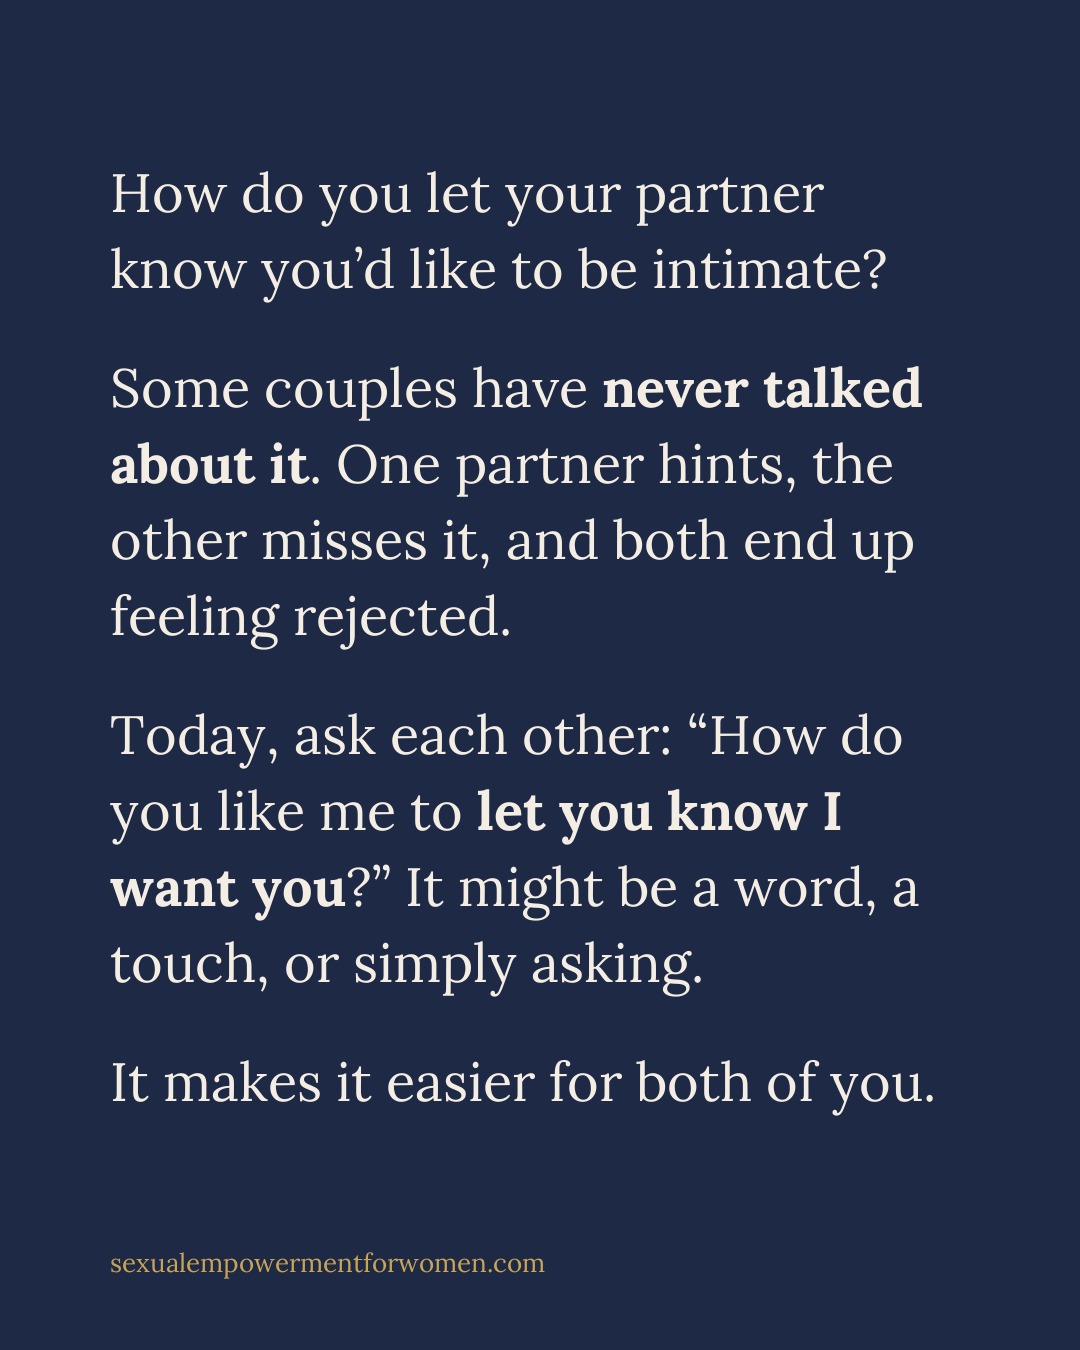 How do you let your partner
know you’d like to be intimate?
Some couples have never talked
about it. One partner hints, the
other misses it, and both end up
feeling rejected.
Today, ask each other: “How do
you like me to let you know I
want you?” It might be a word, a
touch, or simply asking.
It makes it easier for both of you.
sexualempowermentforwomen.com